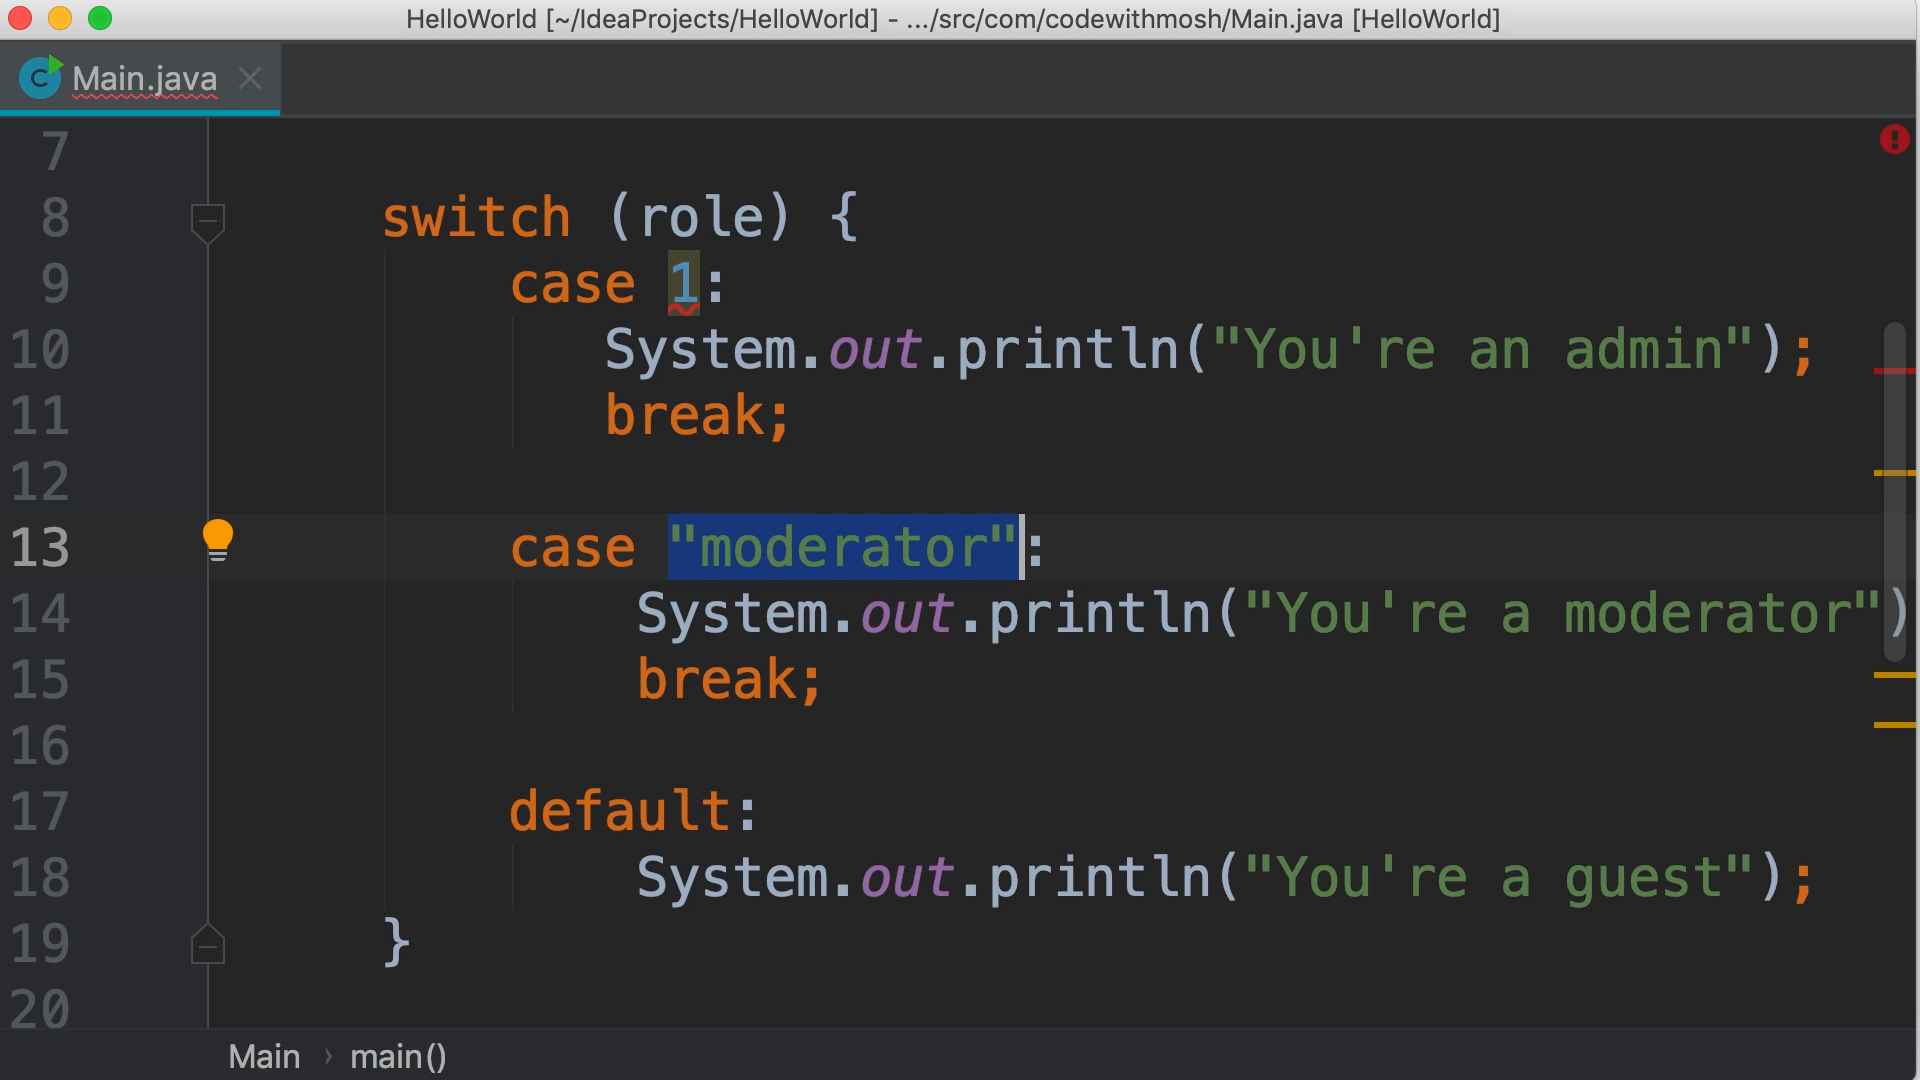 HelloWorld [~/IdeaProjects/HelloWorld] - .../src/com/codewithmosh/Main.java [HelloWorld]
Main.java
7
8 switch (role) {
9 case 1:
10 System.out.println("You're an admin");
11 break;
12
13 case "moderator":
14 System.out.println("You're a moderator")
15 break;
16
17 default:
18 System.out.println("You're a guest");
19 }
20
Main › main()